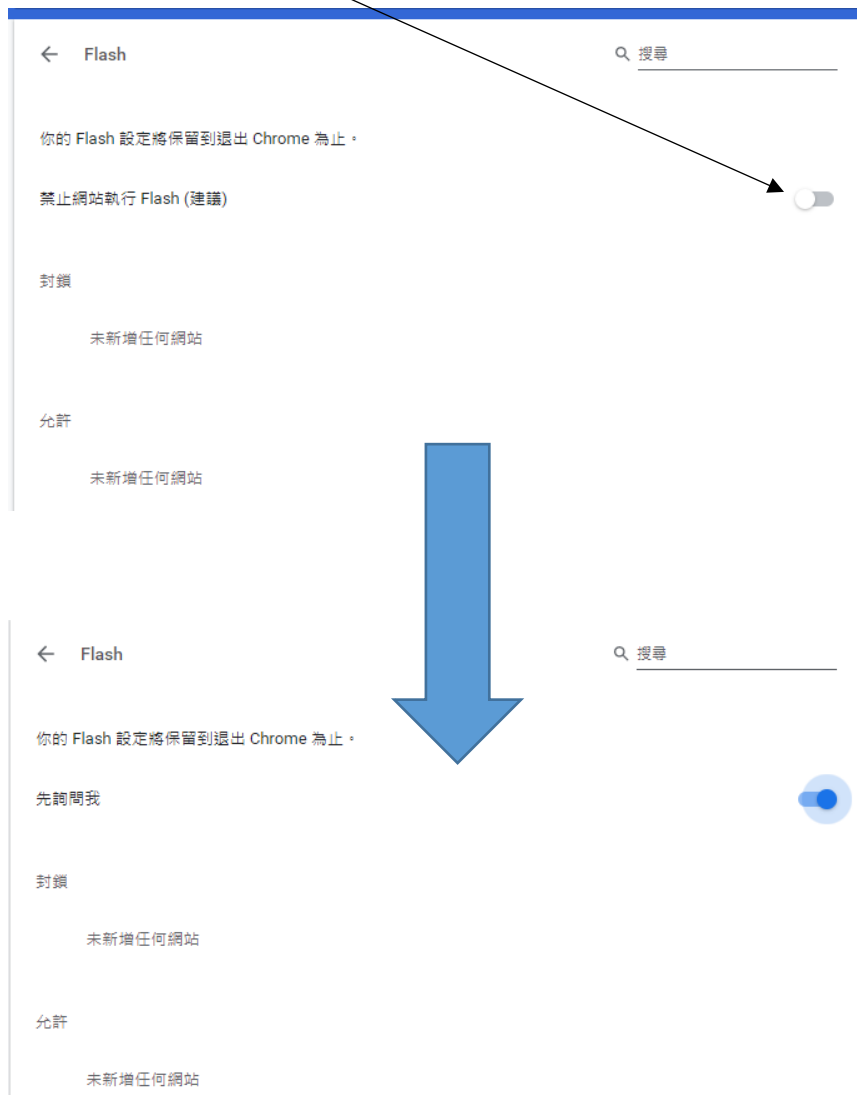 Flash
搜尋
你的 Flash 設定將保留到退出 Chrome 為止。
禁止網站執行 Flash (建議)
封鎖
未新增任何網站
允許
未新增任何網站
Flash
搜尋
你的 Flash 設定將保留到退出 Chrome 為止。
先詢問我
封鎖
未新增任何網站
允許
未新增任何網站